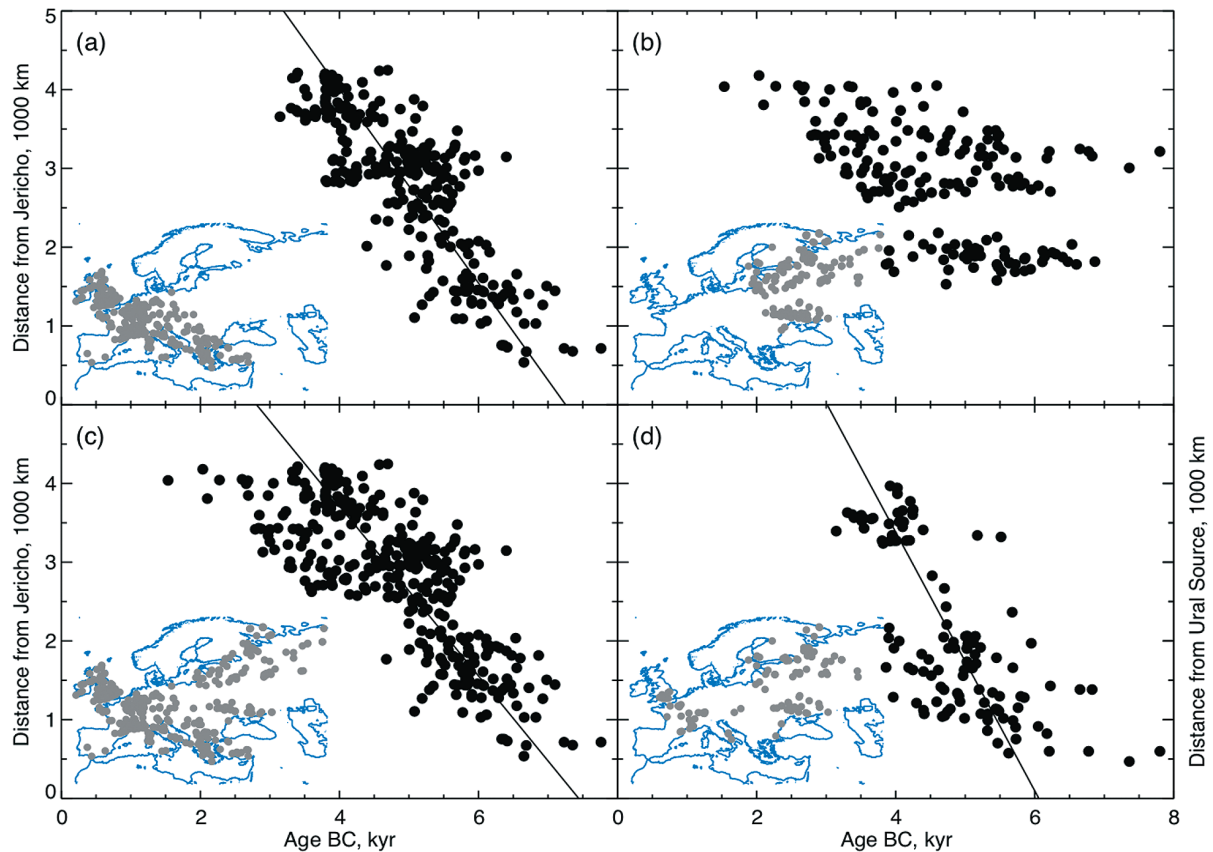 (a)
(b)
5
4
3
2
1
0
Distance from Jericho, 1000 km
(c)
(d)
4
3
2
1
0
Distance from Jericho, 1000 km
Distance from Ural Source, 1000 km
0 2 4 6 0 2 4 6 8
Age BC, kyr
Age BC, kyr